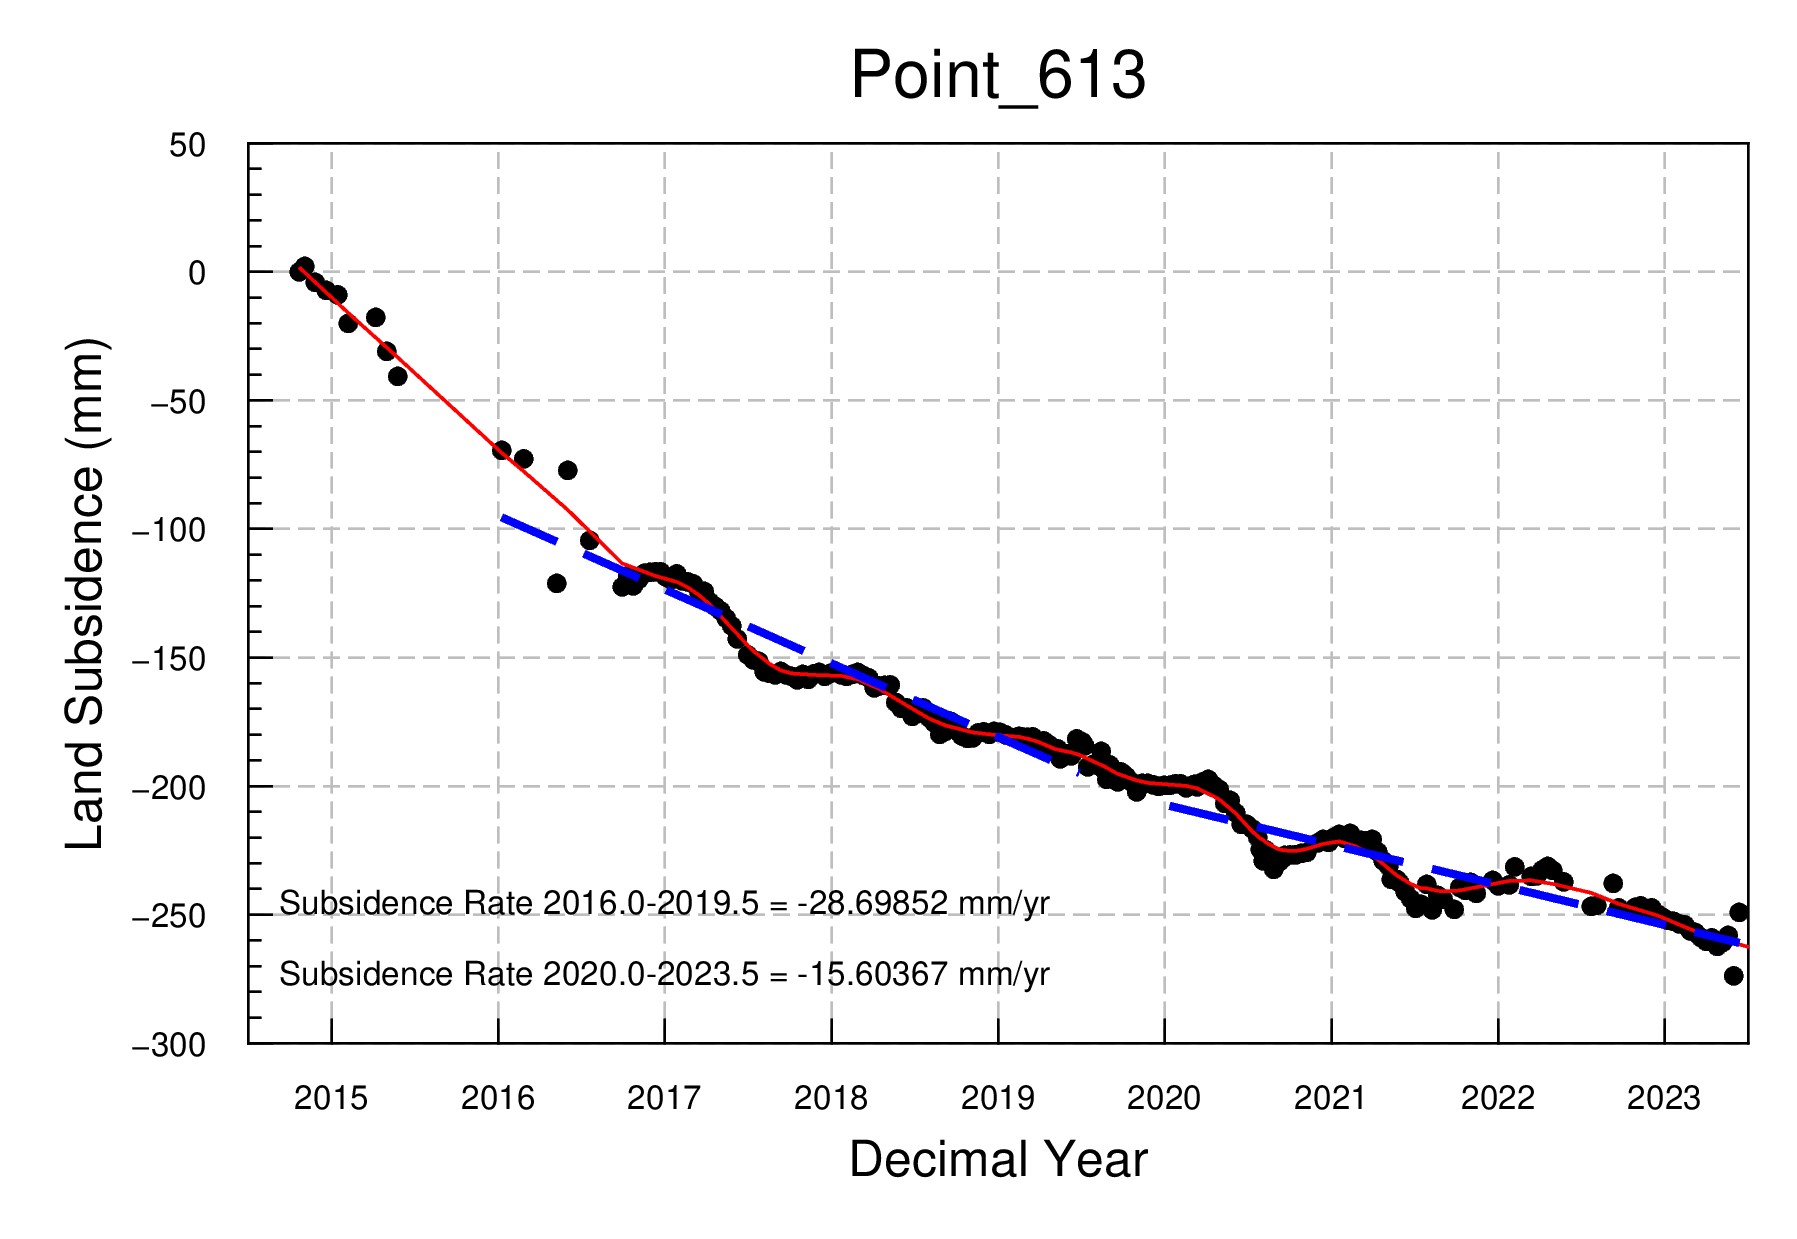 Point_613
50
0
−50
−100
−150
−200
−250
−300
Land Subsidence (mm)
Subsidence Rate 2016.0-2019.5 = -28.69852 mm/yr
Subsidence Rate 2020.0-2023.5 = -15.60367 mm/yr
2015 2016 2017 2018 2019 2020 2021 2022 2023
Decimal Year